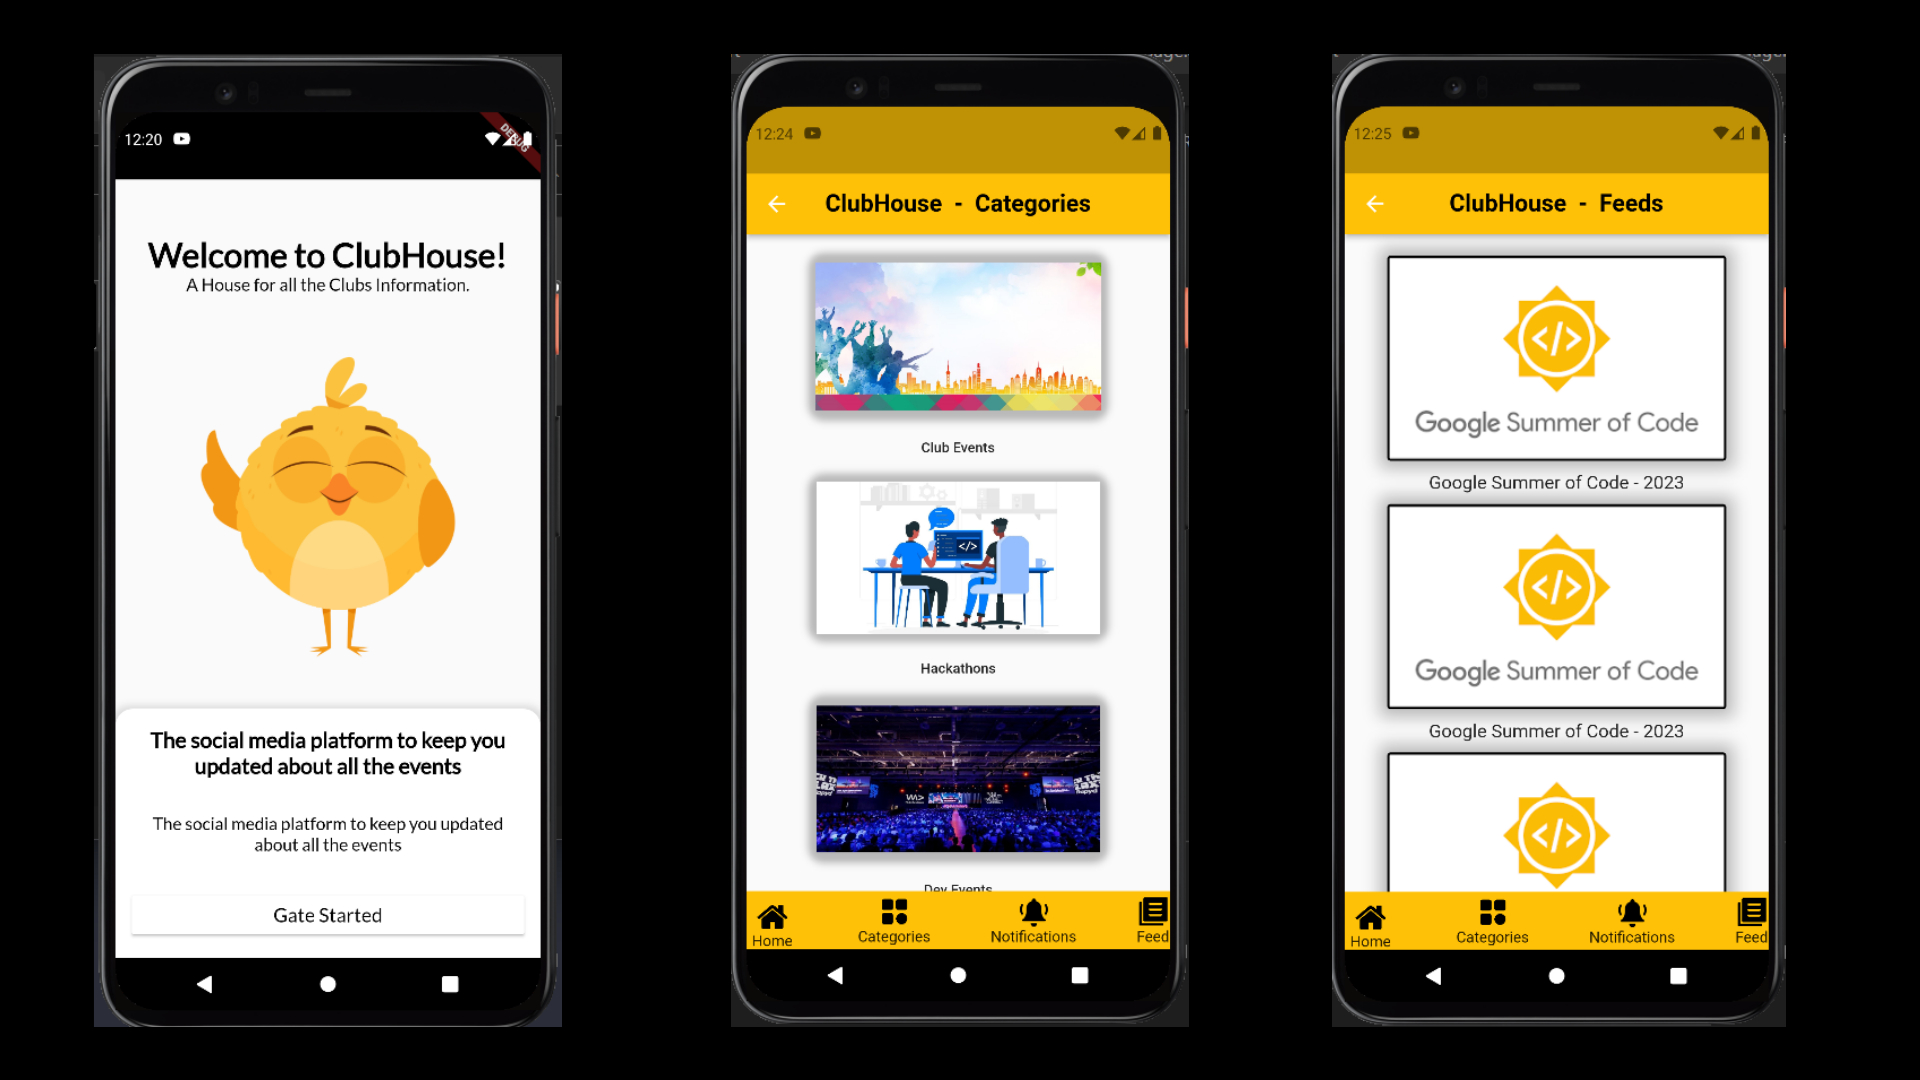 12:20
DEBUG
Welcome to ClubHouse!
A House for all the Clubs Information.
The social media platform to keep you
updated about all the events
The social media platform to keep you updated
about all the events
Gate Started
12:24
ClubHouse - Categories
Club Events
</>
Hackathons
Dev Events
Home
Categories
Notifications
Feed
12:25
ClubHouse - Feeds
</>
Google Summer of Code
Google Summer of Code - 2023
</>
Google Summer of Code
Google Summer of Code - 2023
</>
Home
Categories
Notifications
Feed